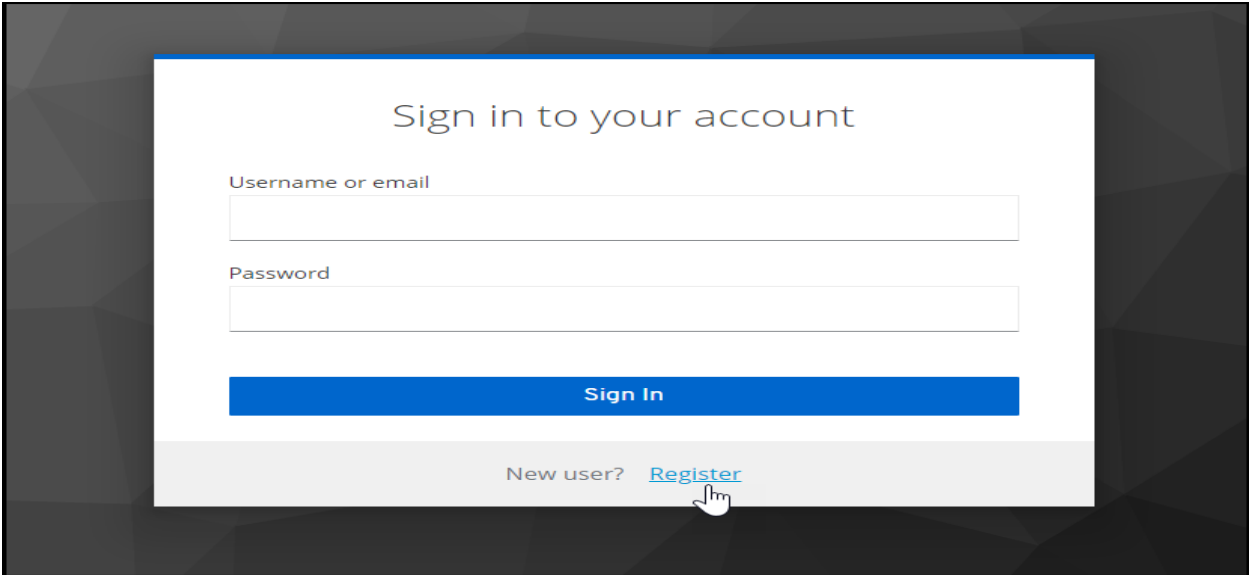 Sign in to your account
Username or email
Password
Sign In
New user? Register